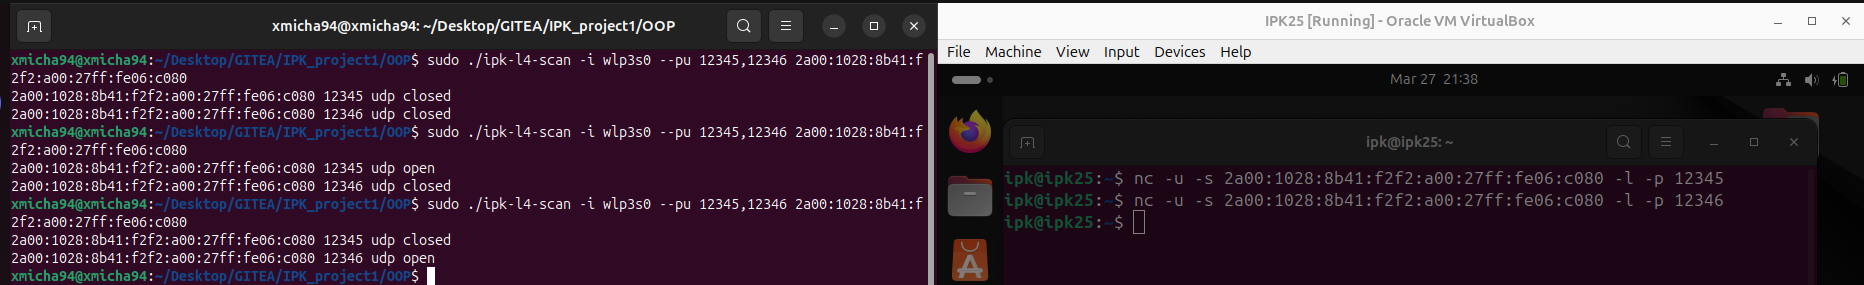 xmicha94@xmicha94: ~/Desktop/GITEA/IPK_project1/OOP
xmicha94@xmicha94:~/Desktop/GITEA/IPK_project1/OOP$ sudo ./ipk-l4-scan -i wlp3s0 --pu 12345,12346 2a00:1028:8b41:f
2f2:a00:27ff:fe06:c080
2a00:1028:8b41:f2f2:a00:27ff:fe06:c080 12345 udp closed
2a00:1028:8b41:f2f2:a00:27ff:fe06:c080 12346 udp closed
xmicha94@xmicha94:~/Desktop/GITEA/IPK_project1/OOP$ sudo ./ipk-l4-scan -i wlp3s0 --pu 12345,12346 2a00:1028:8b41:f
2f2:a00:27ff:fe06:c080
2a00:1028:8b41:f2f2:a00:27ff:fe06:c080 12345 udp open
2a00:1028:8b41:f2f2:a00:27ff:fe06:c080 12346 udp closed
xmicha94@xmicha94:~/Desktop/GITEA/IPK_project1/OOP$ sudo ./ipk-l4-scan -i wlp3s0 --pu 12345,12346 2a00:1028:8b41:f
2f2:a00:27ff:fe06:c080
2a00:1028:8b41:f2f2:a00:27ff:fe06:c080 12345 udp closed
2a00:1028:8b41:f2f2:a00:27ff:fe06:c080 12346 udp open
xmicha94@xmicha94:~/Desktop/GITEA/IPK_project1/OOP$
IPK25 [Running] - Oracle VM VirtualBox
File Machine View Input Devices Help
Mar 27 21:38
ipk@ipk25: ~
ipk@ipk25:~$ nc -u -s 2a00:1028:8b41:f2f2:a00:27ff:fe06:c080 -l -p 12345
ipk@ipk25:~$ nc -u -s 2a00:1028:8b41:f2f2:a00:27ff:fe06:c080 -l -p 12346
ipk@ipk25:~$